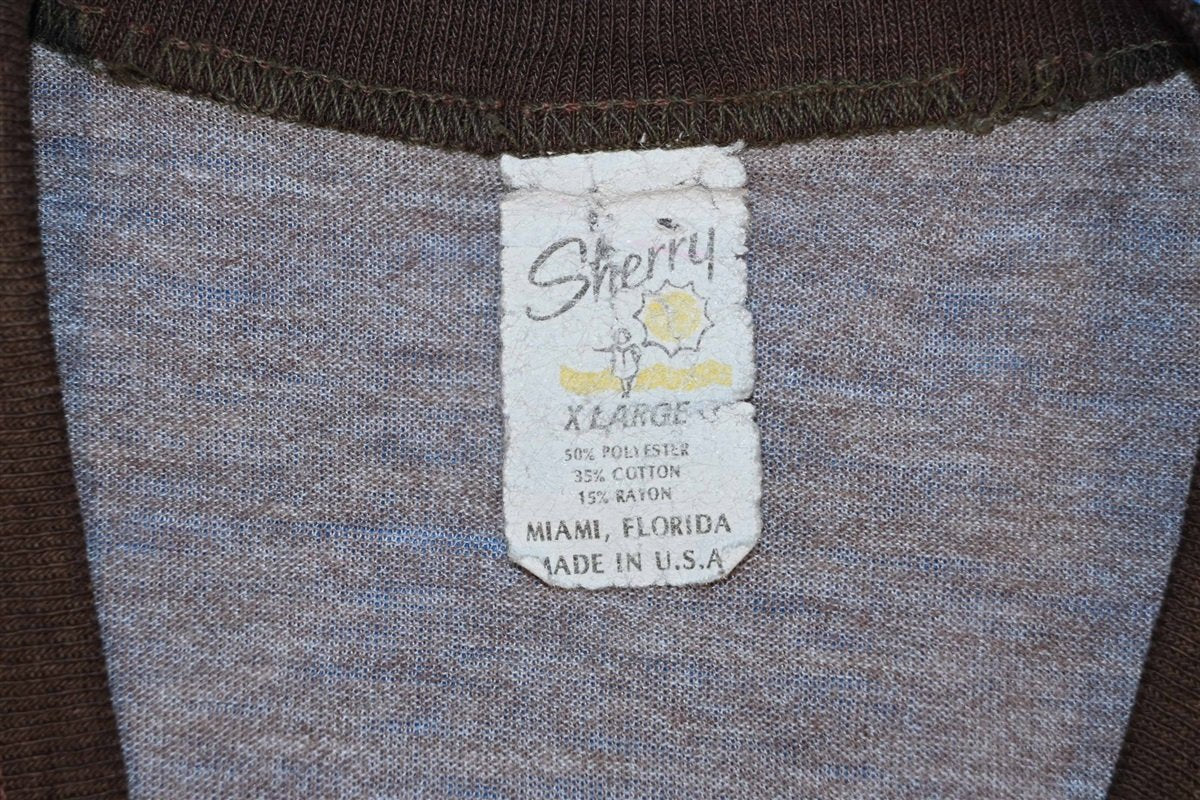 Sherry
X LARGE
50% POLYESTER
35% COTTON
15% RAYON
MIAMI, FLORIDA
MADE IN U.S.A